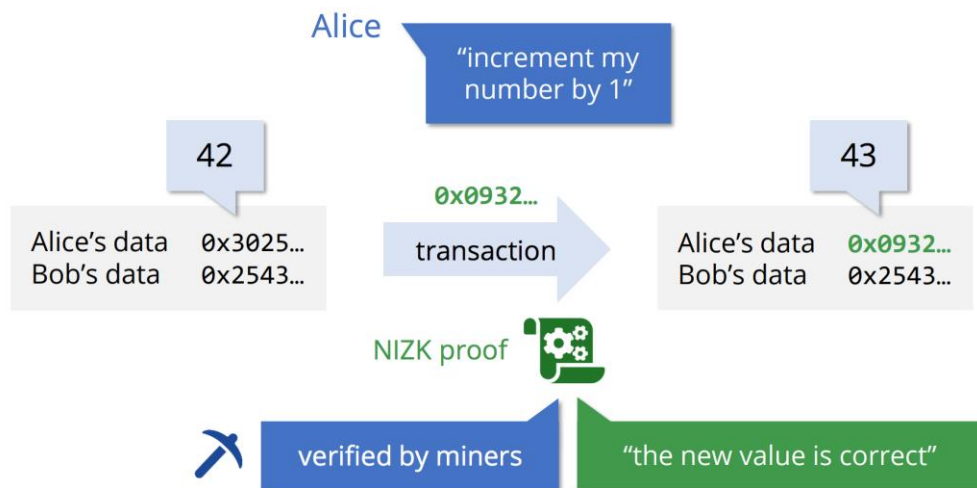 Alice
“increment my
number by 1”
42
43
0x0932…
Alice’s data 0x3025…
Bob’s data 0x2543…
transaction
Alice’s data 0x0932…
Bob’s data 0x2543…
NIZK proof
verified by miners
“the new value is correct”